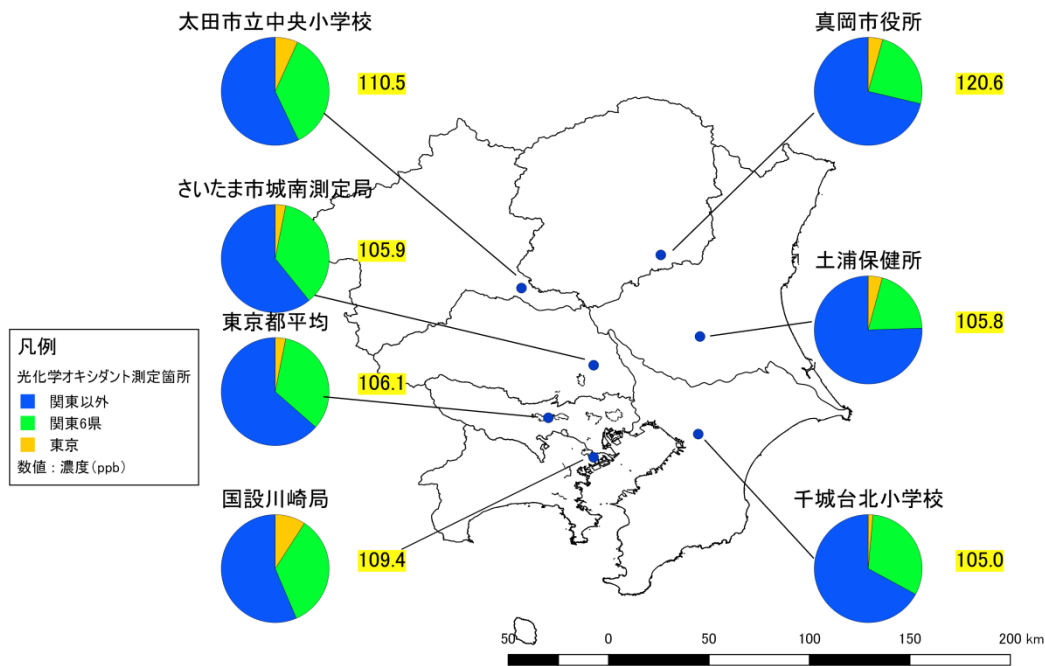 太田市立中央小学校
110.5
真岡市役所
120.6
さいたま市城南測定局
105.9
土浦保健所
105.8
東京都平均
106.1
凡例
光化学オキシダント測定箇所
関東以外
関東6県
東京
数値：濃度（ppb）
国設川崎局
109.4
千城台北小学校
105.0
50 0 50 100 150 200 km